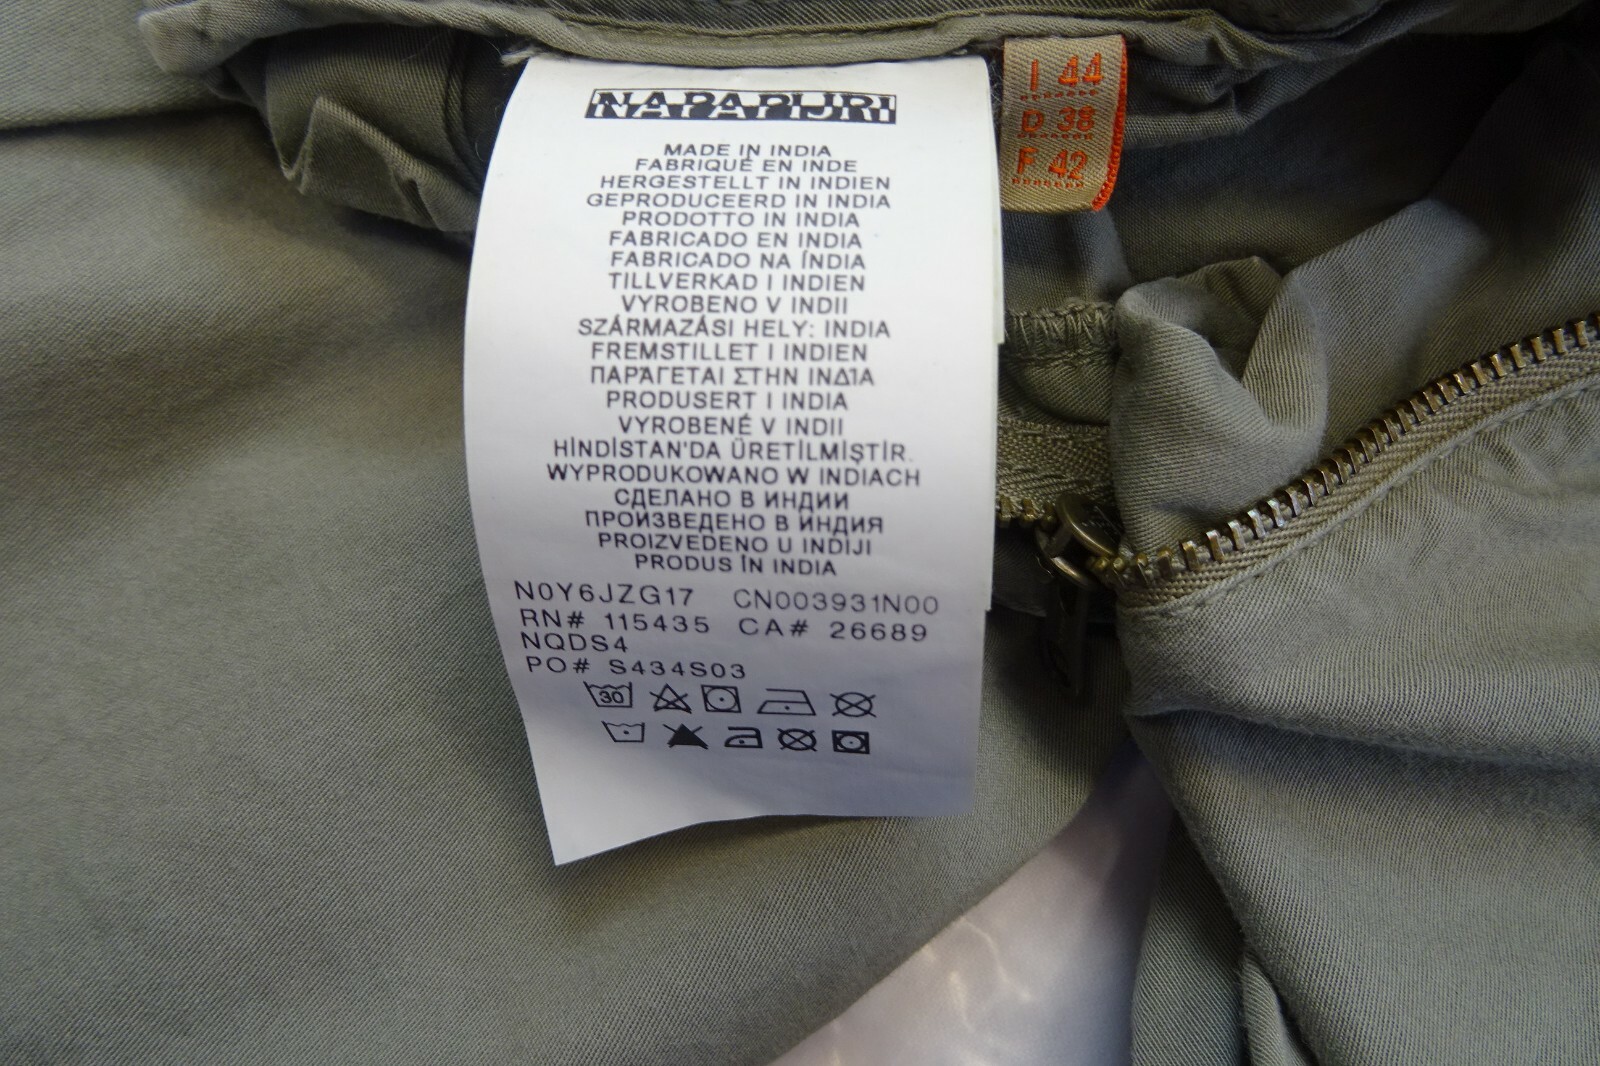 NAPAPIJRI
MADE IN INDIA
FABRIQUÉ EN INDE
HERGESTELLT IN INDIEN
GEPRODUCEERD IN INDIA
PRODOTTO IN INDIA
FABRICADO EN INDIA
FABRICADO NA ÍNDIA
TILLVERKAD I INDIEN
VYROBENO V INDII
SZÁRMAZÁSI HELY: INDIA
FREMSTILLET I INDIEN
ΠΑΡΆΓΕΤΑΙ ΣΤΗΝ ΙΝΔΊΑ
PRODUSERT I INDIA
VYROBENÉ V INDII
HİNDİSTAN'DA ÜRETİLMİŞTİR.
WYPRODUKOWANO W INDIACH
СДЕЛАНО В ИНДИИ
ПРОИЗВЕДЕНО В ИНДИЯ
PROIZVEDENO U INDIJI
PRODUS ÎN INDIA
N0Y6JZG17 CN003931N00
RN# 115435 CA# 26689
NQDS4
PO# S434S03
30
I 44
D 38
F 42